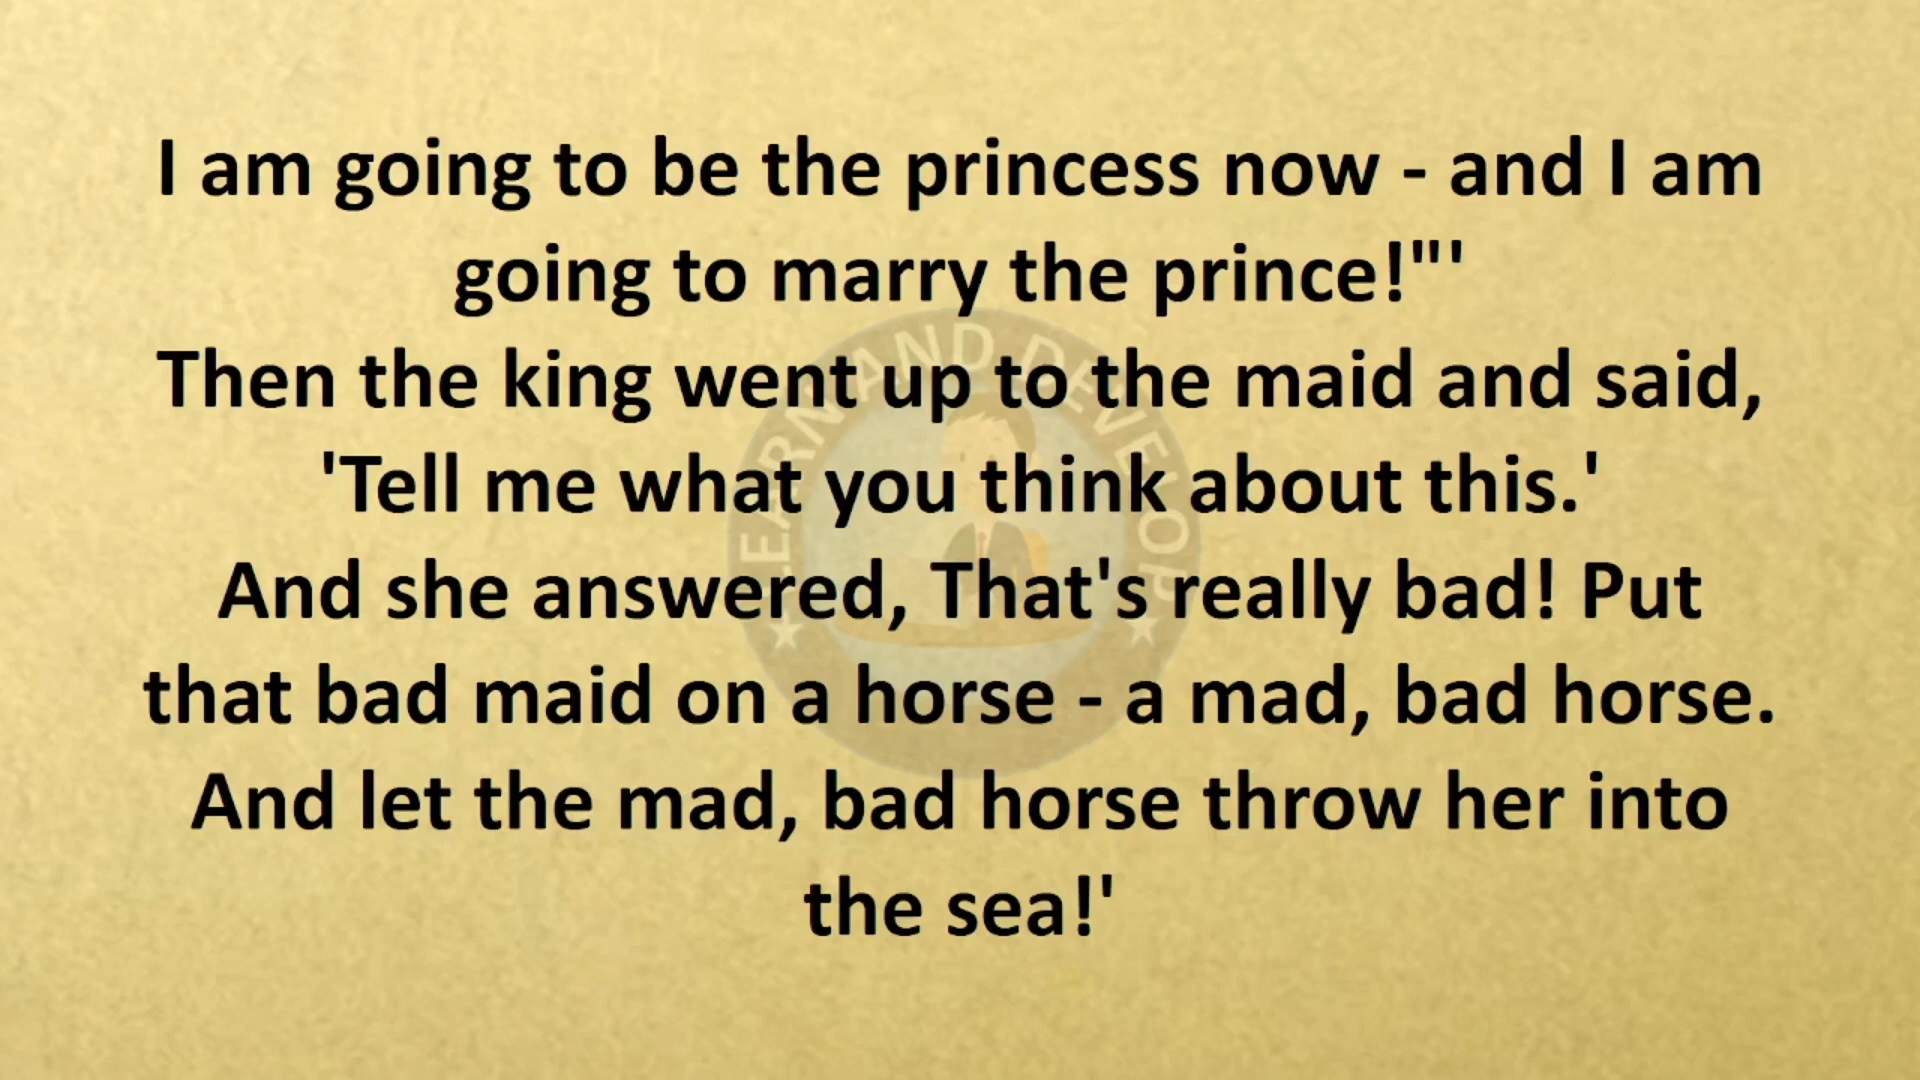 I am going to be the princess now - and I am
going to marry the prince!"'
Then the king went up to the maid and said,
'Tell me what you think about this.'
And she answered, That's really bad! Put
that bad maid on a horse - a mad, bad horse.
And let the mad, bad horse throw her into
the sea!'
LEARN AND DEVELOP